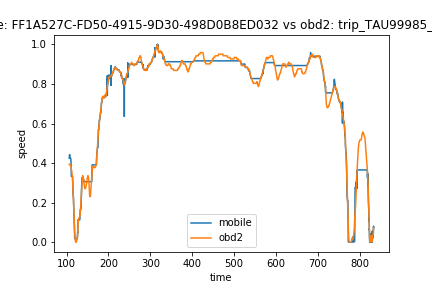 e: FF1A527C-FD50-4915-9D30-498D0B8ED032 vs obd2: trip_TAU99985_
1.0
0.8
0.6
0.4
0.2
0.0
speed
100 200 300 400 500 600 700 800
time
mobile
obd2